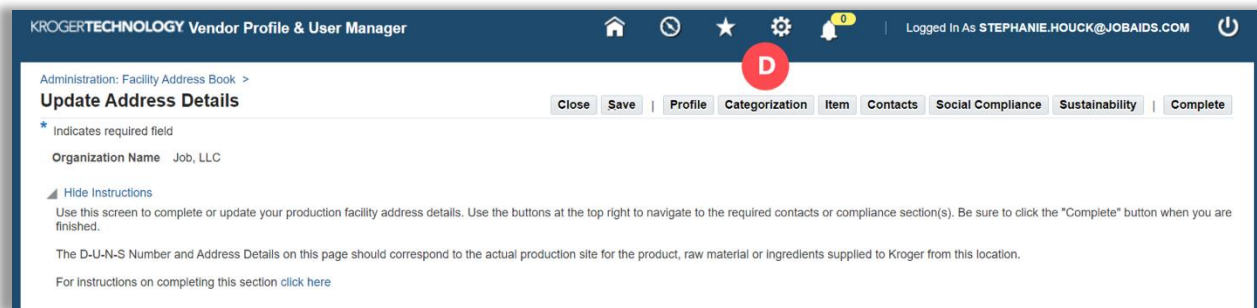 KROGERTECHNOLOGY. Vendor Profile & User Manager
0
Logged In As STEPHANIE.HOUCK@JOBAIDS.COM
D
Administration: Facility Address Book >
Update Address Details
Close Save | Profile Categorization Item Contacts Social Compliance Sustainability | Complete
* Indicates required field
Organization Name Job, LLC
Hide Instructions
Use this screen to complete or update your production facility address details. Use the buttons at the top right to navigate to the required contacts or compliance section(s). Be sure to click the "Complete" button when you are
finished.
The D-U-N-S Number and Address Details on this page should correspond to the actual production site for the product, raw material or ingredients supplied to Kroger from this location.
For instructions on completing this section click here